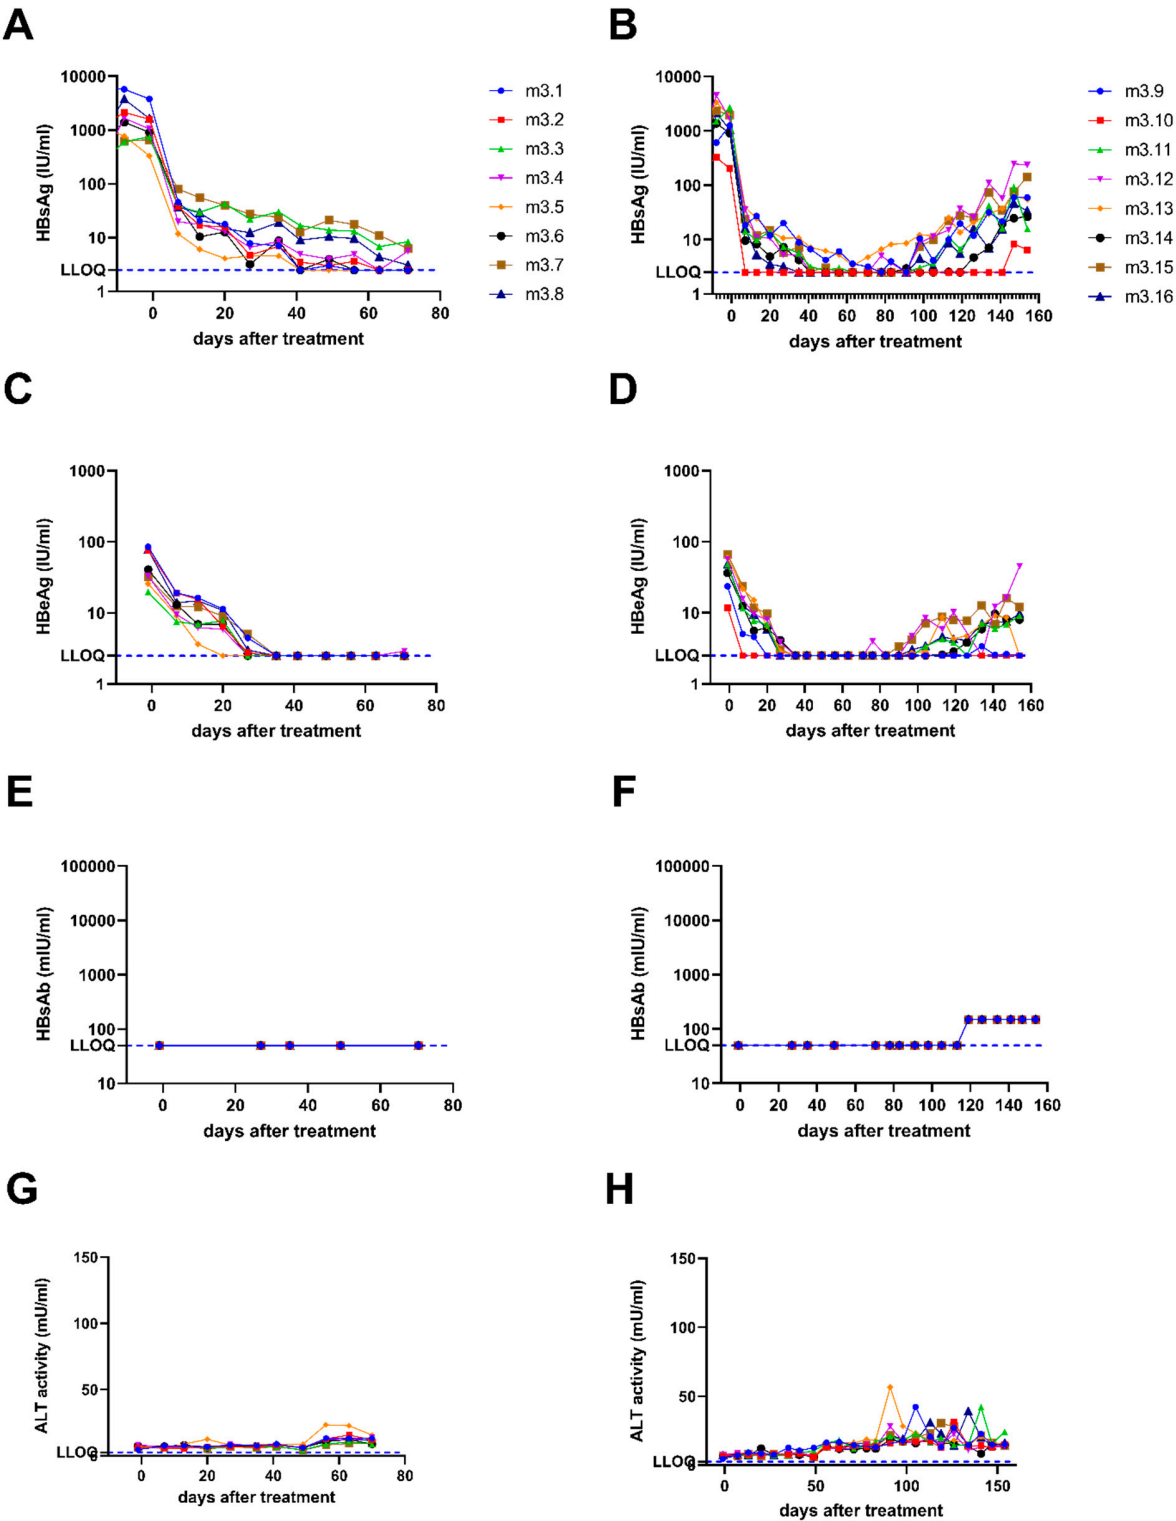 A
B
10000
1000
100
10
LLOQ
1
HBsAg (IU/ml)
0 20 40 60 80
days after treatment
m3.1
m3.2
m3.3
m3.4
m3.5
m3.6
m3.7
m3.8
10000
1000
100
10
LLOQ
1
HBsAg (IU/ml)
0 20 40 60 80 100 120 140 160
days after treatment
m3.9
m3.10
m3.11
m3.12
m3.13
m3.14
m3.15
m3.16
C
D
1000
100
10
LLOQ
1
HBeAg (IU/ml)
0 20 40 60 80
days after treatment
1000
100
10
LLOQ
1
HBeAg (IU/ml)
0 20 40 60 80 100 120 140 160
days after treatment
E
F
100000
10000
1000
100
LLOQ
10
HBsAb (mIU/ml)
0 20 40 60 80
days after treatment
100000
10000
1000
100
LLOQ
10
HBsAb (mIU/ml)
0 20 40 60 80 100 120 140 160
days after treatment
G
H
150
100
50
LLOQ
0
ALT activity (mU/ml)
0 20 40 60 80
days after treatment
150
100
50
LLOQ
0
ALT activity (mU/ml)
0 50 100 150
days after treatment